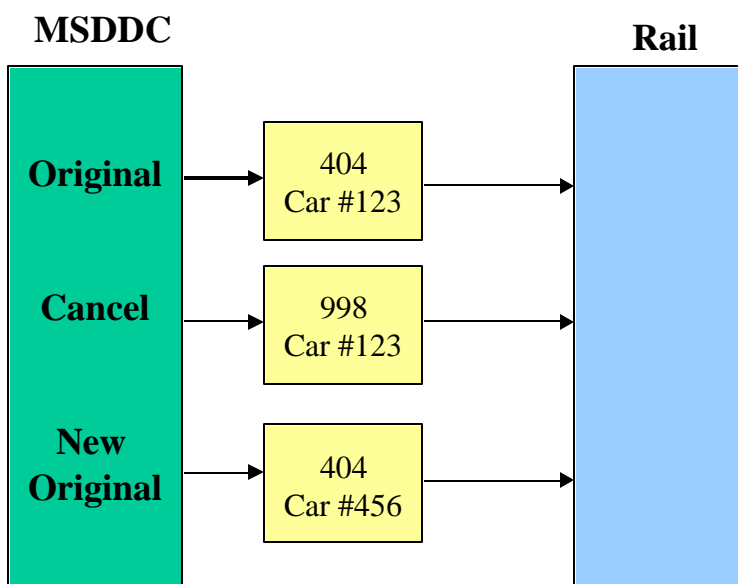 MSDDC
Rail
Original
404
Car #123
Cancel
998
Car #123
New
Original
404
Car #456